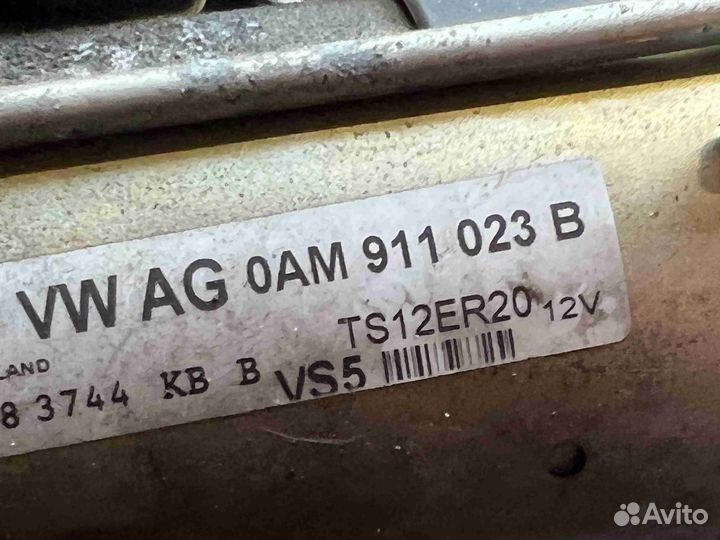 VW AG 0AM 911 023 B
TS12ER20 12V
LAND
8 3744 KB B VS5
Avito